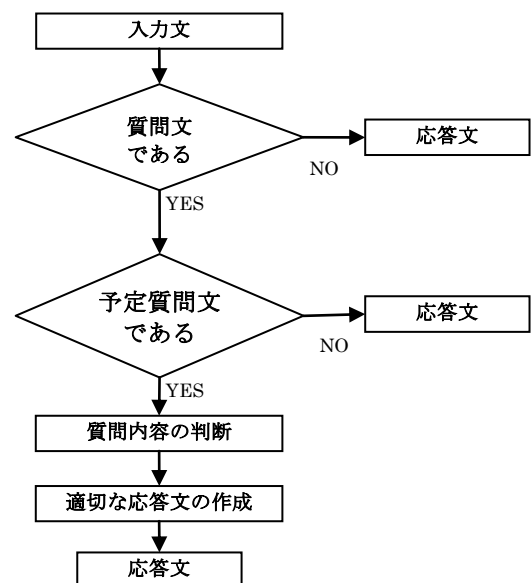 入力文
質問文
である
応答文
NO
YES
予定質問文
である
応答文
NO
YES
質問内容の判断
適切な応答文の作成
応答文